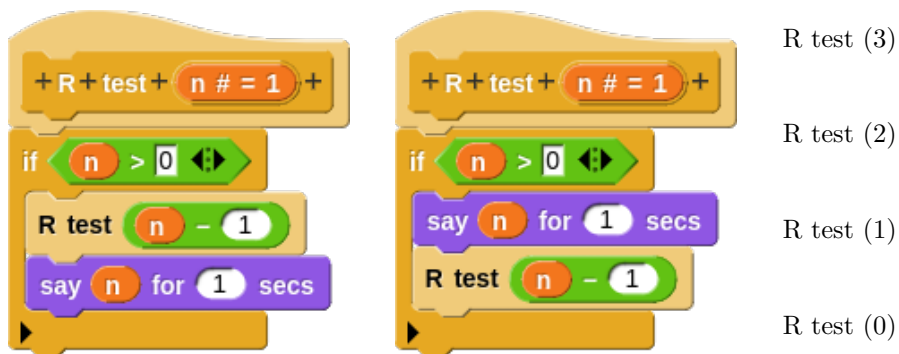 + R + test + n # = 1 +
if n > 0
R test n - 1
say n for 1 secs
+ R + test + n # = 1 +
if n > 0
say n for 1 secs
R test n - 1
R test (3)
R test (2)
R test (1)
R test (0)